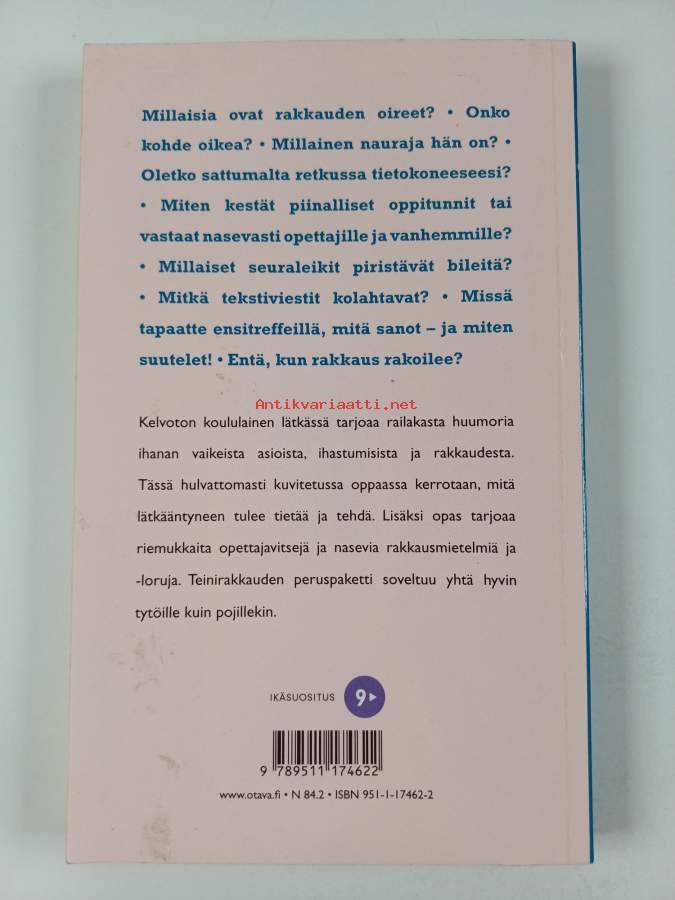 Millaisia ovat rakkauden oireet? • Onko
kohde oikea? • Millainen nauraja hän on? •
Oletko sattumalta retkussa tietokoneeseesi?
• Miten kestät piinalliset oppitunnit tai
vastaat nasevasti opettajille ja vanhemmille?
• Millaiset seuraleikit piristävät bileitä?
• Mitkä tekstiviestit kolahtavat? • Missä
tapaatte ensitreffeillä, mitä sanot – ja miten
suutelet! • Entä, kun rakkaus rakoilee?
Antikvariaatti.net
Kelvoton koululainen lätkässä tarjoaa railakasta huumoria
ihanan vaikeista asioista, ihastumisista ja rakkaudesta.
Tässä hulvattomasti kuvitetussa oppaassa kerrotaan, mitä
lätkääntyneen tulee tietää ja tehdä. Lisäksi opas tarjoaa
riemukkaita opettajavitsejä ja nasevia rakkausmietelmiä ja
-loruja. Teinirakkauden peruspaketti soveltuu yhtä hyvin
tytöille kuin pojillekin.
IKÄSUOSITUS 9
9 789511 174622
www.otava.fi • N 84.2 • ISBN 951-1-17462-2